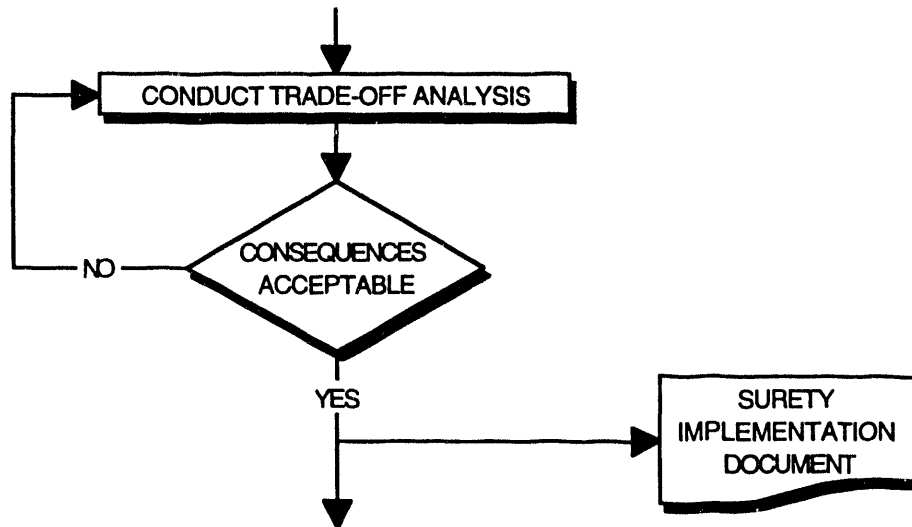 CONDUCT TRADE-OFF ANALYSIS
CONSEQUENCES
ACCEPTABLE
NO
YES
SURETY
IMPLEMENTATION
DOCUMENT